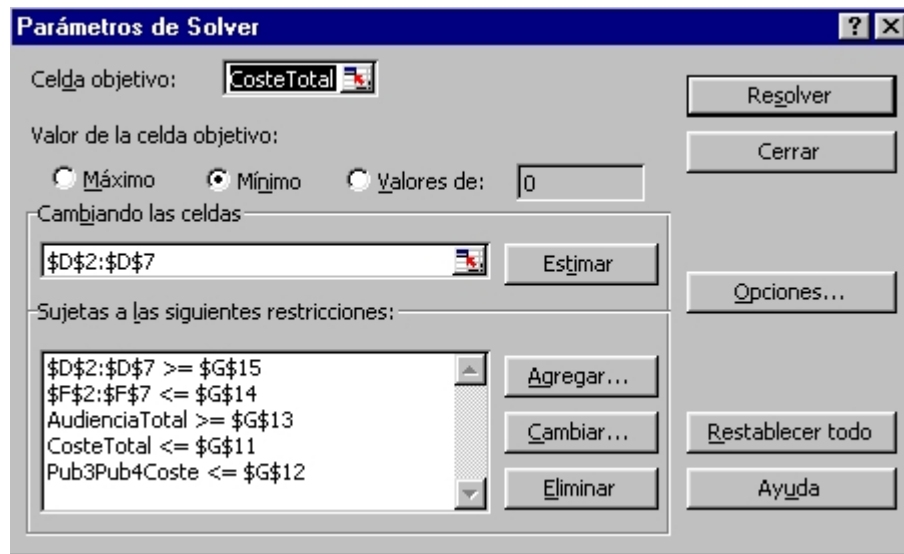 Parámetros de Solver
Celda objetivo: CosteTotal
Resolver
Valor de la celda objetivo:
Cerrar
Máximo Mínimo Valores de: 0
Cambiando las celdas
$D$2:$D$7 Estimar
Opciones...
Sujetas a las siguientes restricciones:
$D$2:$D$7 >= $G$15
$F$2:$F$7 <= $G$14
AudienciaTotal >= $G$13
CosteTotal <= $G$11
Pub3Pub4Coste <= $G$12
Agregar...
Cambiar...
Eliminar
Restablecer todo
Ayuda